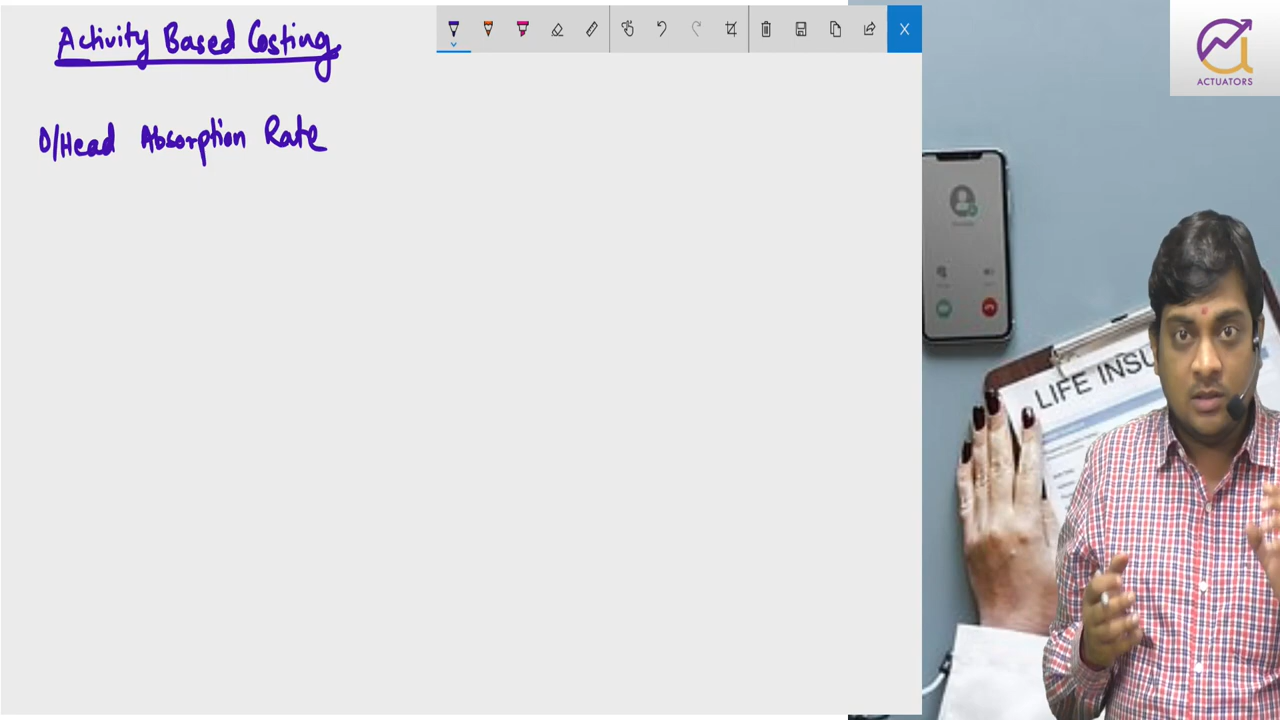 Activity Based Costing
O/Head Absorption Rate
ACTUATORS
LIFE INSU